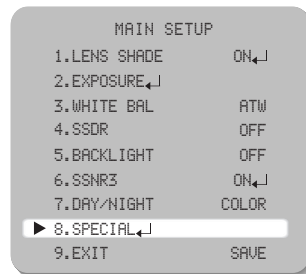 MAIN SETUP
1.LENS SHADE ON↵
2.EXPOSURE↵
3.WHITE BAL ATW
4.SSDR OFF
5.BACKLIGHT OFF
6.SSNR3 ON↵
7.DAY/NIGHT COLOR
▶ 8.SPECIAL↵
9.EXIT SAVE